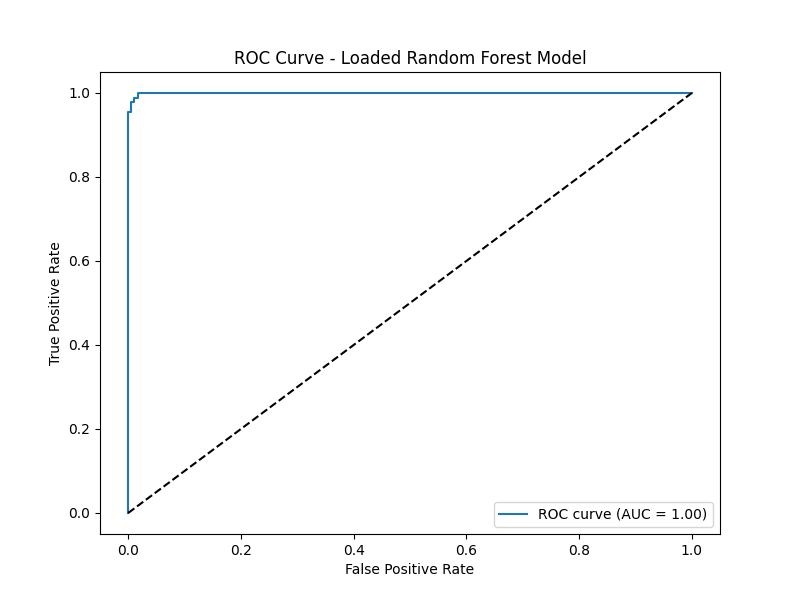 ROC Curve - Loaded Random Forest Model
True Positive Rate
1.0
0.8
0.6
0.4
0.2
0.0
0.0 0.2 0.4 0.6 0.8 1.0
False Positive Rate
ROC curve (AUC = 1.00)